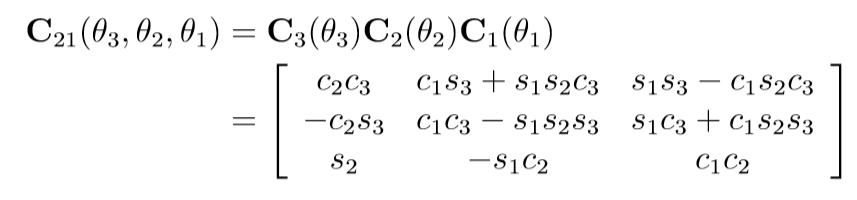 C₂₁(θ₃, θ₂, θ₁) = C₃(θ₃)C₂(θ₂)C₁(θ₁)
= [ c₂c₃ c₁s₃ + s₁s₂c₃ s₁s₃ − c₁s₂c₃
−c₂s₃ c₁c₃ − s₁s₂s₃ s₁c₃ + c₁s₂s₃
s₂ −s₁c₂ c₁c₂ ]